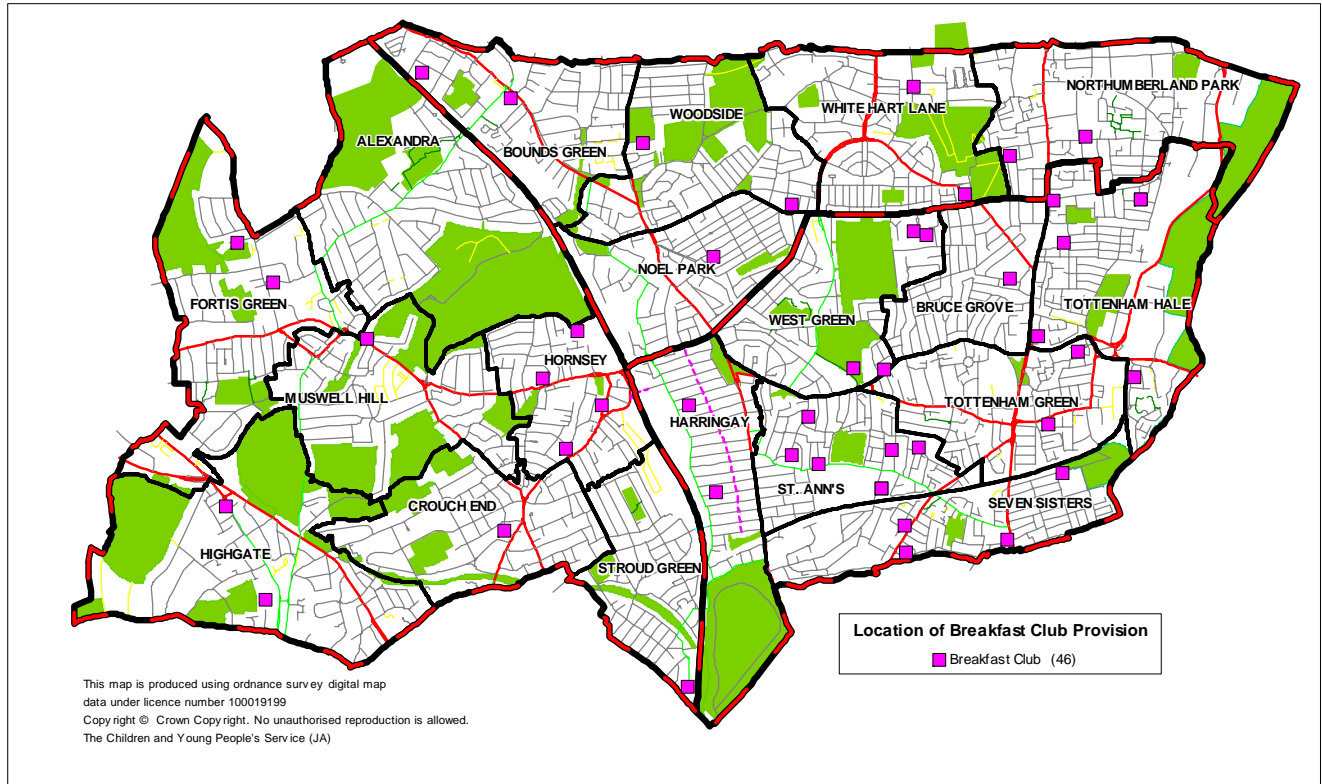 NORTHUMBERLAND PARK
WHITE HART LANE
WOODSIDE
ALEXANDRA
BOUNDS GREEN
NOEL PARK
FORTIS GREEN
WEST GREEN
BRUCE GROVE
TOTTENHAM HALE
HORNSEY
MUSWELL HILL
TOTTENHAM GREEN
HARRINGAY
ST. ANN'S
CROUCH END
SEVEN SISTERS
HIGHGATE
STROUD GREEN
Location of Breakfast Club Provision
Breakfast Club (46)
This map is produced using ordnance survey digital map
data under licence number 100019199
Copyright © Crown Copyright. No unauthorised reproduction is allowed.
The Children and Young People's Service (JA)